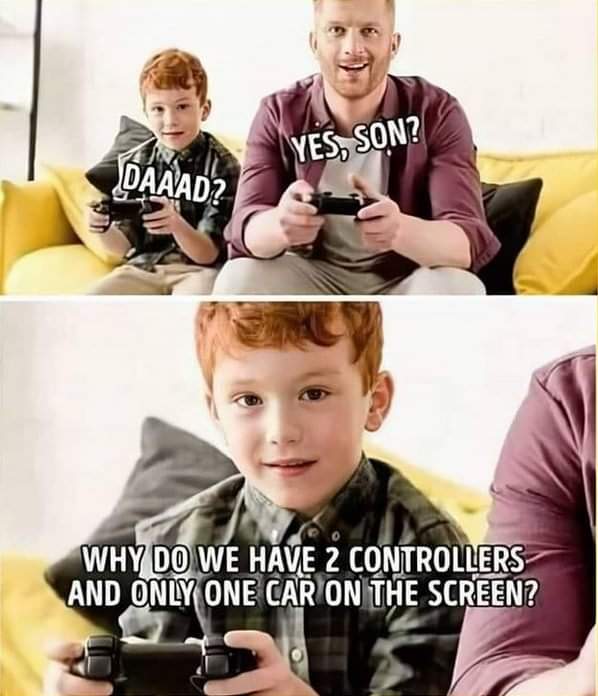 DAAAD?
YES, SON?
WHY DO WE HAVE 2 CONTROLLERS
AND ONLY ONE CAR ON THE SCREEN?